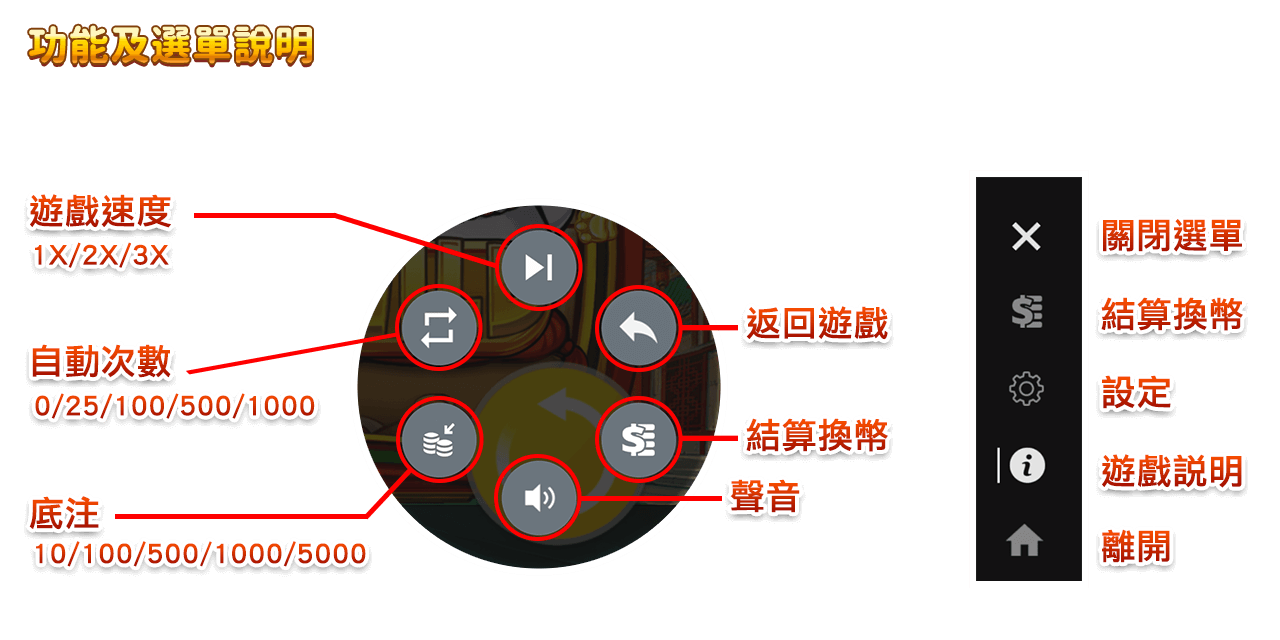 功能及選單說明
遊戲速度
1X/2X/3X
自動次數
0/25/100/500/1000
底注
10/100/500/1000/5000
返回遊戲
結算換幣
聲音
關閉選單
結算換幣
設定
遊戲説明
離開